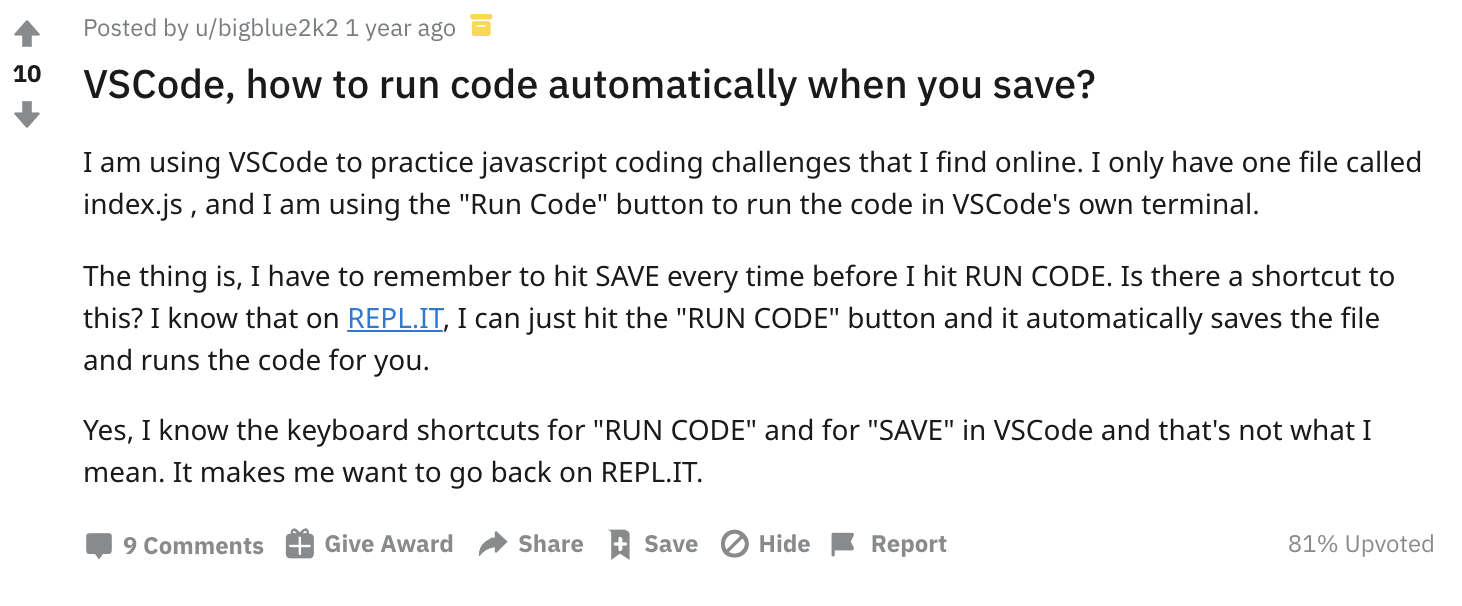 Posted by u/bigblue2k2 1 year ago
10
VSCode, how to run code automatically when you save?
I am using VSCode to practice javascript coding challenges that I find online. I only have one file called
index.js , and I am using the "Run Code" button to run the code in VSCode's own terminal.
The thing is, I have to remember to hit SAVE every time before I hit RUN CODE. Is there a shortcut to
this? I know that on REPL.IT, I can just hit the "RUN CODE" button and it automatically saves the file
and runs the code for you.
Yes, I know the keyboard shortcuts for "RUN CODE" and for "SAVE" in VSCode and that's not what I
mean. It makes me want to go back on REPL.IT.
9 Comments Give Award Share Save Hide Report 81% Upvoted